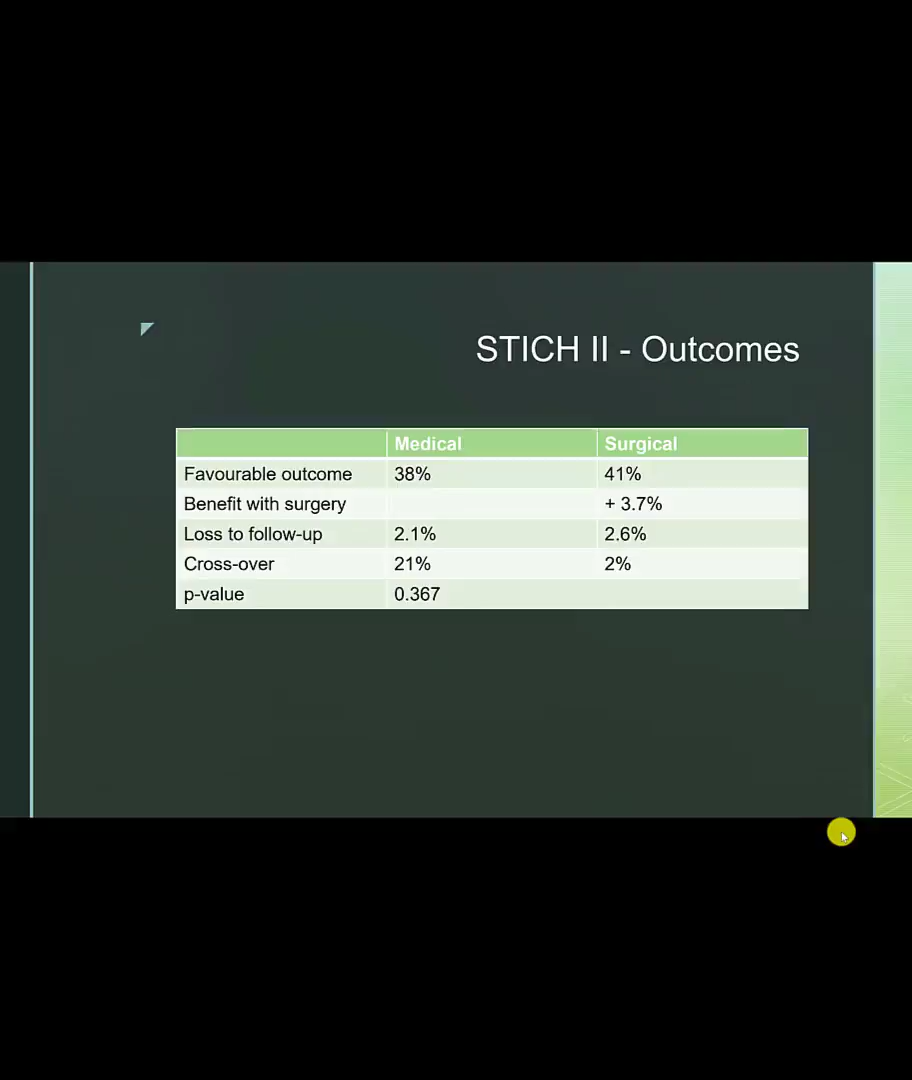 STICH II - Outcomes
Medical Surgical
Favourable outcome 38% 41%
Benefit with surgery + 3.7%
Loss to follow-up 2.1% 2.6%
Cross-over 21% 2%
p-value 0.367